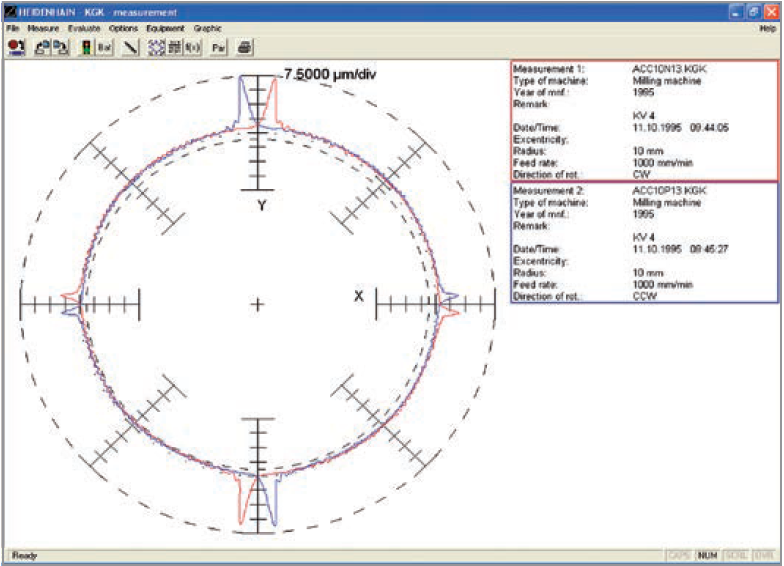 HEIDENHAIN - KGK - measurement
File Measure Evaluate Options Equipment Graphic Help
Bat f(x) Par
7.5000 µm/div
Y
X
Measurement 1: ACC10N13.KGK
Type of machine: Milling machine
Year of mnf.: 1995
Remark:
KV 4
Date/Time: 11.10.1995 09:44:05
Excentricity:
Radius: 10 mm
Feed rate: 1000 mm/min
Direction of rot.: CW
Measurement 2: ACC10P13.KGK
Type of machine: Milling machine
Year of mnf.: 1995
Remark:
KV 4
Date/Time: 11.10.1995 09:45:27
Excentricity:
Radius: 10 mm
Feed rate: 1000 mm/min
Direction of rot.: CCW
Ready CAPS NUM SCRL OVR